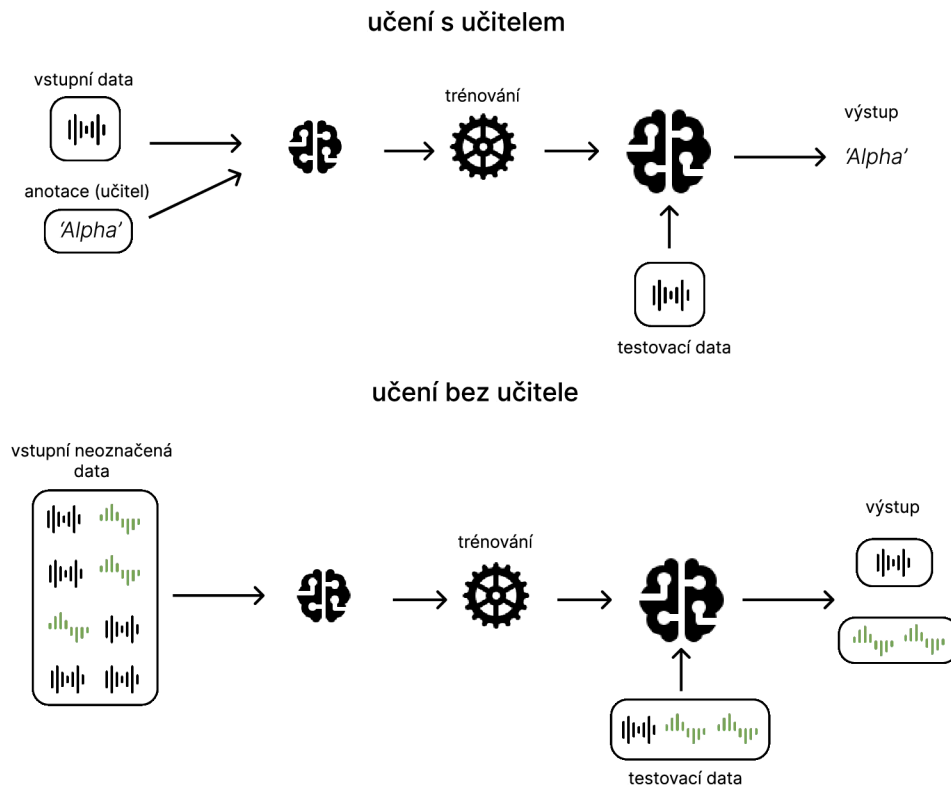 učení s učitelem
vstupní data
trénování
výstup
'Alpha'
anotace (učitel)
'Alpha'
testovací data
učení bez učitele
vstupní neoznačená
data
trénování
výstup
testovací data